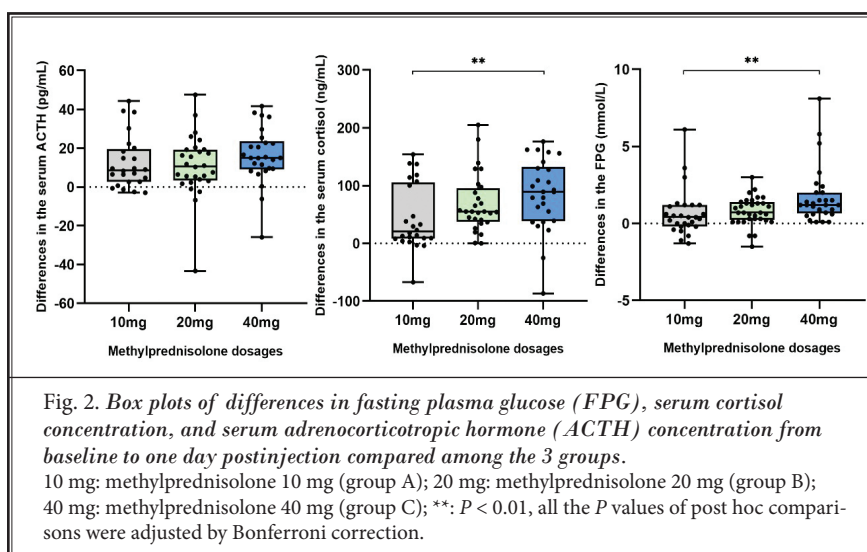 Differences in the serum ACTH (pg/mL)
60
40
20
0
-20
-40
-60
10mg
20mg
40mg
Methylprednisolone dosages
Differences in the serum cortisol (ng/mL)
300
200
100
0
-100
**
10mg
20mg
40mg
Methylprednisolone dosages
Differences in the FPG (mmol/L)
10
5
0
-5
**
10mg
20mg
40mg
Methylprednisolone dosages
Fig. 2. Box plots of differences in fasting plasma glucose (FPG), serum cortisol
concentration, and serum adrenocorticotropic hormone (ACTH) concentration from
baseline to one day postinjection compared among the 3 groups.
10 mg: methylprednisolone 10 mg (group A); 20 mg: methylprednisolone 20 mg (group B);
40 mg: methylprednisolone 40 mg (group C); **: P < 0.01, all the P values of post hoc compari-
sons were adjusted by Bonferroni correction.